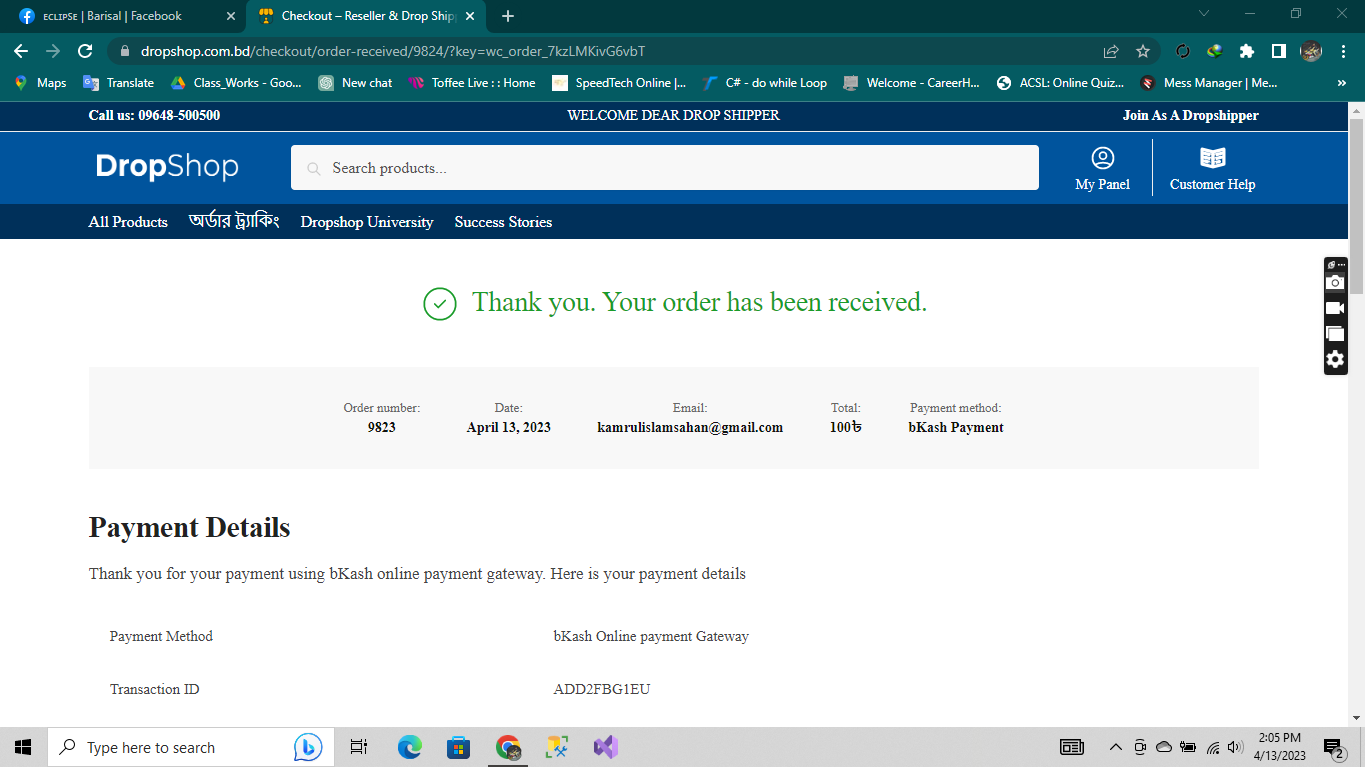 ᴇᴄʟɪᴘꜱᴇ | Barisal | Facebook
Checkout – Reseller & Drop Ship
dropshop.com.bd/checkout/order-received/9824/?key=wc_order_7kzLMKivG6vbT
Maps Translate Class_Works - Goo... New chat Toffee Live : : Home SpeedTech Online |... C# - do while Loop Welcome - CareerH... ACSL: Online Quiz... Mess Manager | Me... »
Call us: 09648-500500 WELCOME DEAR DROP SHIPPER Join As A Dropshipper
DropShop Search products...
My Panel Customer Help
All Products অর্ডার ট্র্যাকিং Dropshop University Success Stories
Thank you. Your order has been received.
Order number: Date: Email: Total: Payment method:
9823 April 13, 2023 kamrulislamsahan@gmail.com 100৳ bKash Payment
Payment Details
Thank you for your payment using bKash online payment gateway. Here is your payment details
Payment Method bKash Online payment Gateway
Transaction ID ADD2FBG1EU
Type here to search
2:05 PM
4/13/2023
2